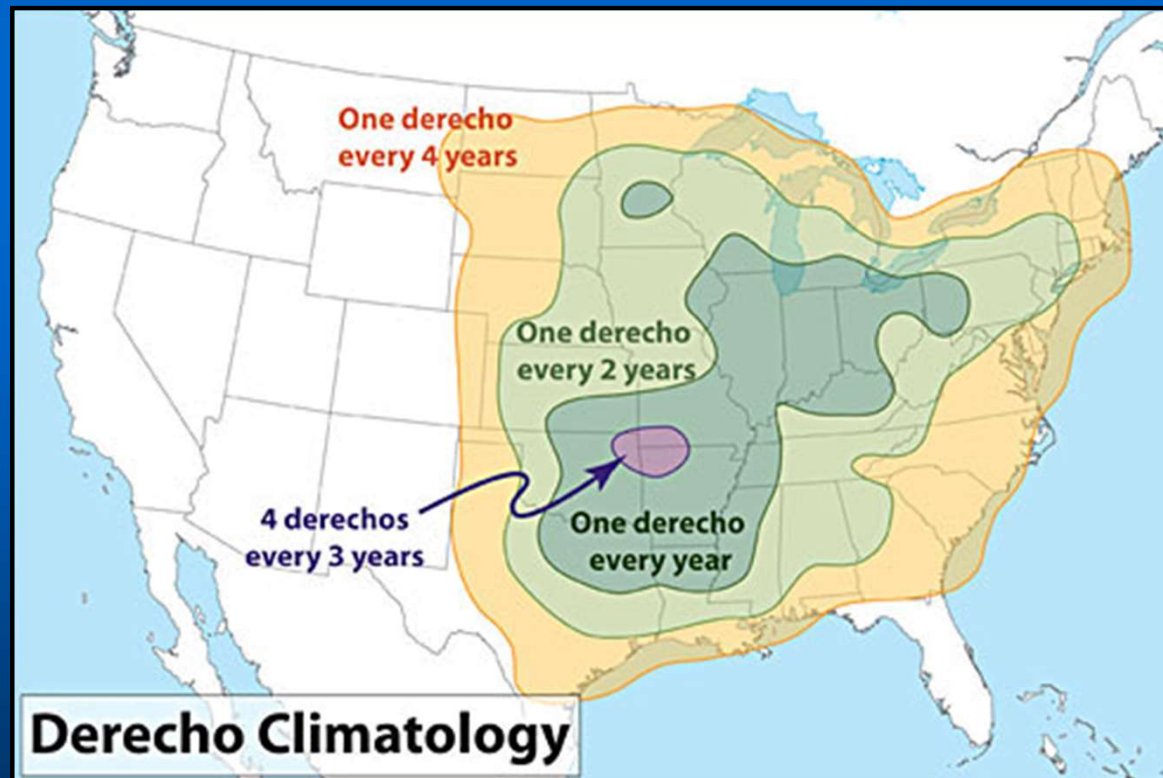 One derecho
every 4 years
One derecho
every 2 years
4 derechos
every 3 years
One derecho
every year
Derecho Climatology